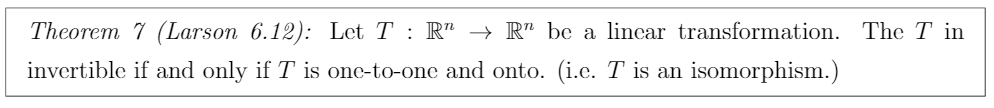 Theorem 7 (Larson 6.12): Let T : ℝⁿ → ℝⁿ be a linear transformation. The T in
invertible if and only if T is one-to-one and onto. (i.e. T is an isomorphism.)